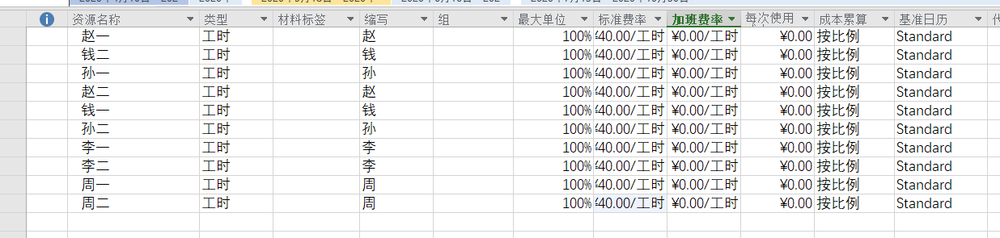 资源名称 类型 材料标签 缩写 组 最大单位 标准费率 加班费率 每次使用 成本累算 基准日历
赵一 工时 赵 100% ¥40.00/工时 ¥0.00/工时 ¥0.00 按比例 Standard
钱二 工时 钱 100% ¥40.00/工时 ¥0.00/工时 ¥0.00 按比例 Standard
孙一 工时 孙 100% ¥40.00/工时 ¥0.00/工时 ¥0.00 按比例 Standard
赵二 工时 赵 100% ¥40.00/工时 ¥0.00/工时 ¥0.00 按比例 Standard
钱一 工时 钱 100% ¥40.00/工时 ¥0.00/工时 ¥0.00 按比例 Standard
孙二 工时 孙 100% ¥40.00/工时 ¥0.00/工时 ¥0.00 按比例 Standard
李一 工时 李 100% ¥40.00/工时 ¥0.00/工时 ¥0.00 按比例 Standard
李二 工时 李 100% ¥40.00/工时 ¥0.00/工时 ¥0.00 按比例 Standard
周一 工时 周 100% ¥40.00/工时 ¥0.00/工时 ¥0.00 按比例 Standard
周二 工时 周 100% ¥40.00/工时 ¥0.00/工时 ¥0.00 按比例 Standard